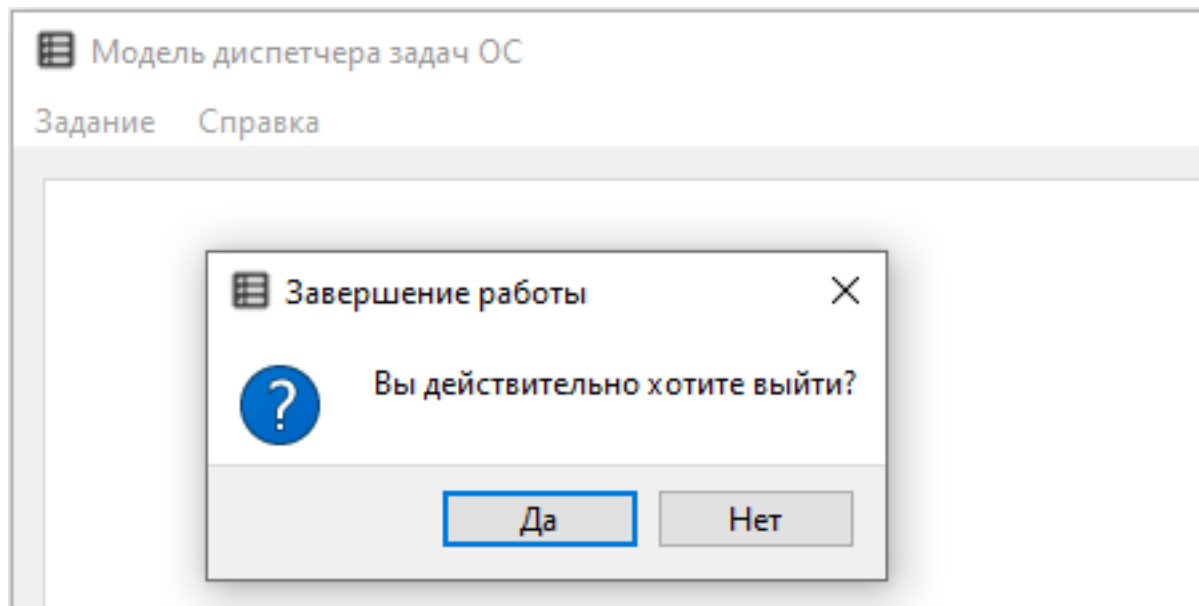 Модель диспетчера задач ОС
Задание Справка
Завершение работы
Вы действительно хотите выйти?
Да Нет